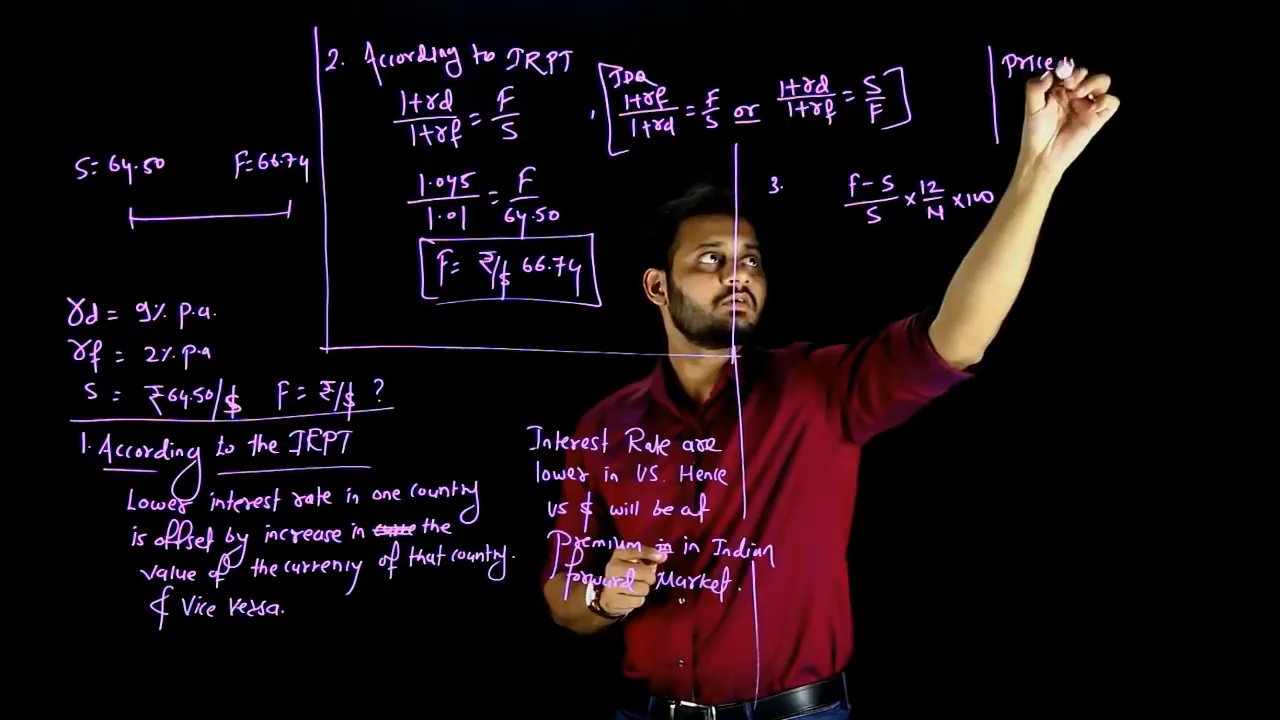 S= 64.50 F=66.74
rd = 9% p.a.
rf = 2% p.a
S = ₹64.50/$ F= ₹/$ ?
1. According to the IRPT
Lower interest rate in one country
is offset by increase in the
value of the currency of that country.
& Vice Versa.
2. According to IRPT
1+rd/1+rf = F/S , [IDQ 1+rf/1+rd = F/S or 1+rd/1+rf = S/F]
1.045/1.01 = F/64.50
F= ₹/$ 66.74
Interest Rate are
lower in US. Hence
US $ will be at
Premium in in Indian
forward Market.
3. F-S/S × 12/M × 100
Price